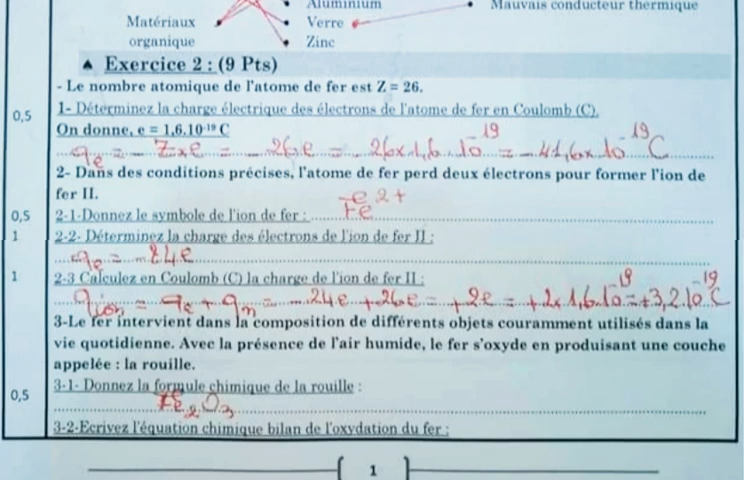 Aluminium
Mauvais conducteur thermique
Matériaux
organique
Verre
Zinc
▲ Exercice 2 : (9 Pts)
- Le nombre atomique de l'atome de fer est Z = 26.
0,5
1- Déterminez la charge électrique des électrons de l'atome de fer en Coulomb (C).
On donne, e = 1,6.10⁻¹⁹ C
qe = - Z×e = - 26e = - 26×1,6.10⁻¹⁹ = - 41,6×10⁻¹⁹ C
2- Dans des conditions précises, l'atome de fer perd deux électrons pour former l'ion de
fer II.
0,5
2-1-Donnez le symbole de l'ion de fer : Fe²⁺
1
2-2- Déterminez la charge des électrons de l'ion de fer II :
qe = -24e
1
2-3 Calculez en Coulomb (C) la charge de l'ion de fer II :
qion = qe + qn = - 24e + 26e = +2e = +2×1,6.10⁻¹⁹ = +3,2.10⁻¹⁹ C
3-Le fer intervient dans la composition de différents objets couramment utilisés dans la
vie quotidienne. Avec la présence de l'air humide, le fer s'oxyde en produisant une couche
appelée : la rouille.
3-1- Donnez la formule chimique de la rouille :
0,5
Fe₂O₃
3-2-Ecrivez l'équation chimique bilan de l'oxydation du fer :
1